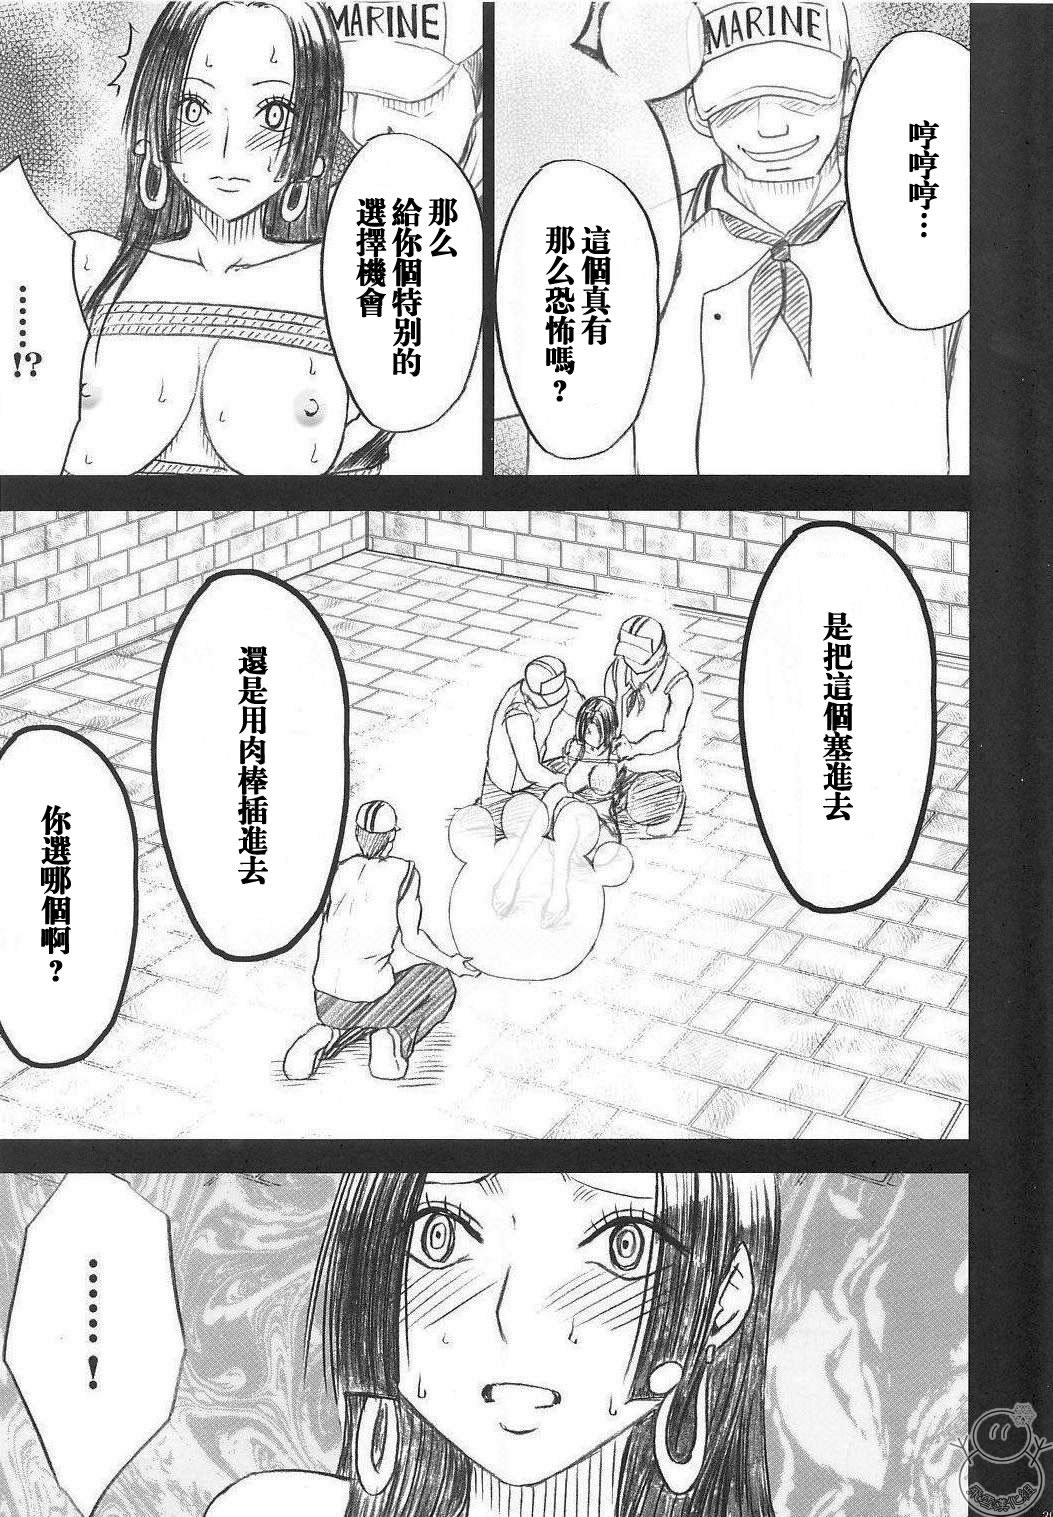 MARINE
哼哼哼…
這個真有
那么恐怖嗎？
MARINE
那么
給你個特别的
選擇機會
……!?
是把這個塞進去
還是用肉棒插進去
你選哪個啊？
……！